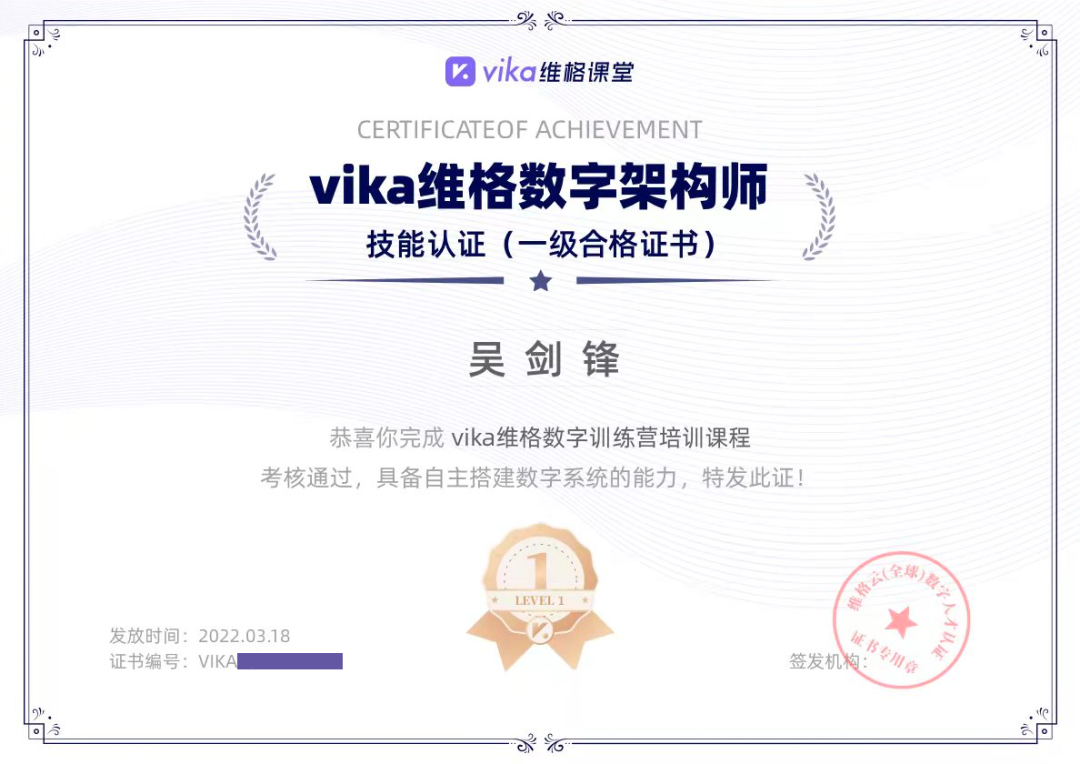 vika维格课堂
CERTIFICATEOF ACHIEVEMENT
vika维格数字架构师
技能认证（一级合格证书）
吴剑锋
恭喜你完成 vika维格数字训练营培训课程
考核通过，具备自主搭建数字系统的能力，特发此证！
1
LEVEL 1
发放时间：2022.03.18
证书编号：VIKA
签发机构：
维格云(全球)数字人才认证
证书专用章